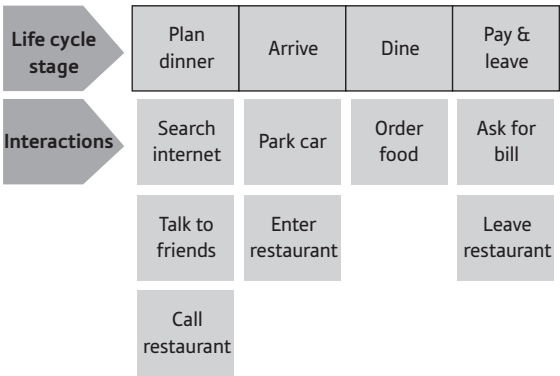 Life cycle
stage
Plan
dinner
Arrive
Dine
Pay &
leave
Interactions
Search
internet
Park car
Order
food
Ask for
bill
Talk to
friends
Enter
restaurant
Leave
restaurant
Call
restaurant